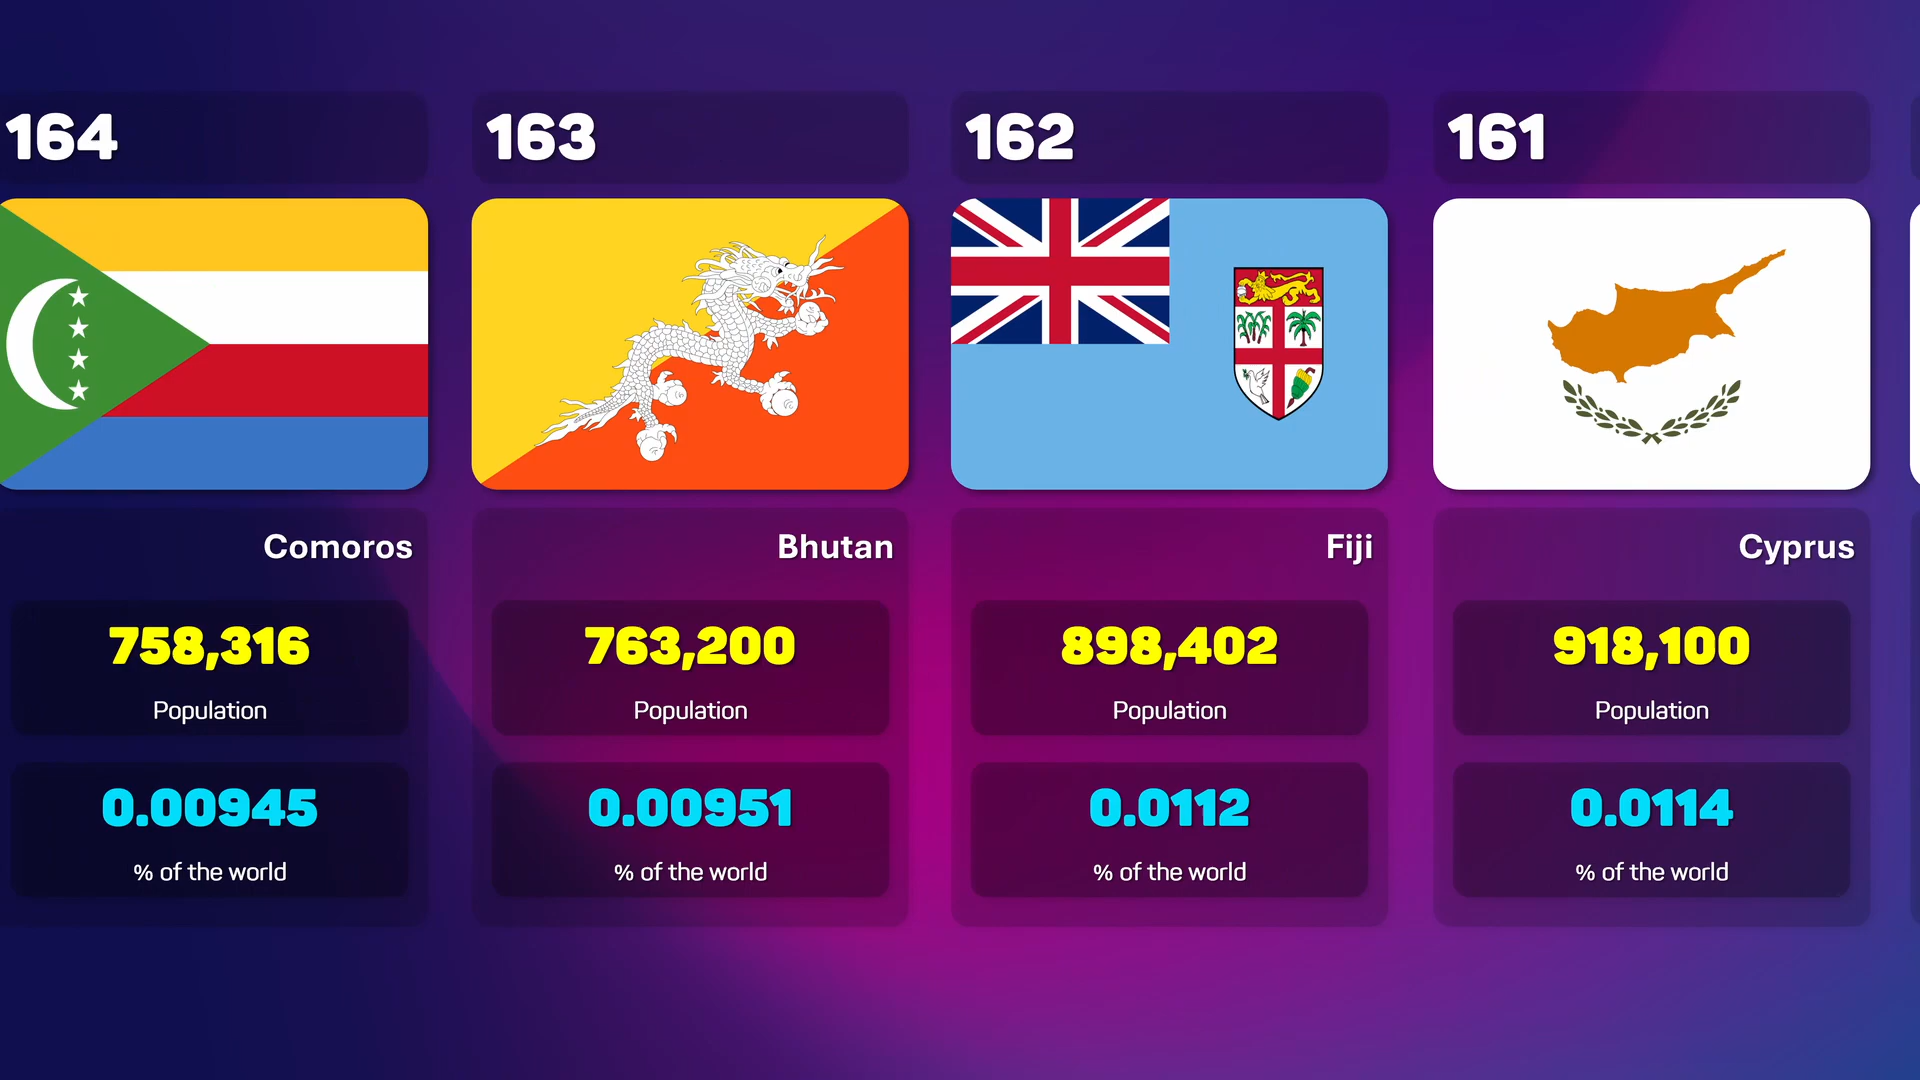 164
163
162
161
Comoros
Bhutan
Fiji
Cyprus
758,316
763,200
898,402
918,100
Population
Population
Population
Population
0.00945
0.00951
0.0112
0.0114
% of the world
% of the world
% of the world
% of the world